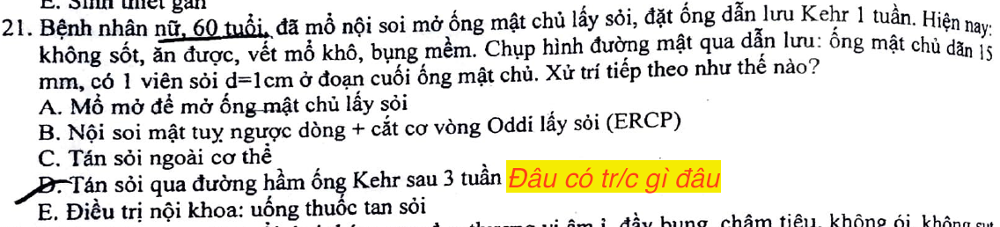 E. Sinh thiết gan
21. Bệnh nhân nữ, 60 tuổi, đã mổ nội soi mở ống mật chủ lấy sỏi, đặt ống dẫn lưu Kehr 1 tuần. Hiện nay:
không sốt, ăn được, vết mổ khô, bụng mềm. Chụp hình đường mật qua dẫn lưu: ống mật chủ dãn 15
mm, có 1 viên sỏi d=1cm ở đoạn cuối ống mật chủ. Xử trí tiếp theo như thế nào?
A. Mổ mở để mở ống mật chủ lấy sỏi
B. Nội soi mật tuỵ ngược dòng + cắt cơ vòng Oddi lấy sỏi (ERCP)
C. Tán sỏi ngoài cơ thể
D. Tán sỏi qua đường hầm ống Kehr sau 3 tuần Đâu có tr/c gì đâu
E. Điều trị nội khoa: uống thuốc tan sỏi
đầy bụng, chậm tiêu, không ói, không